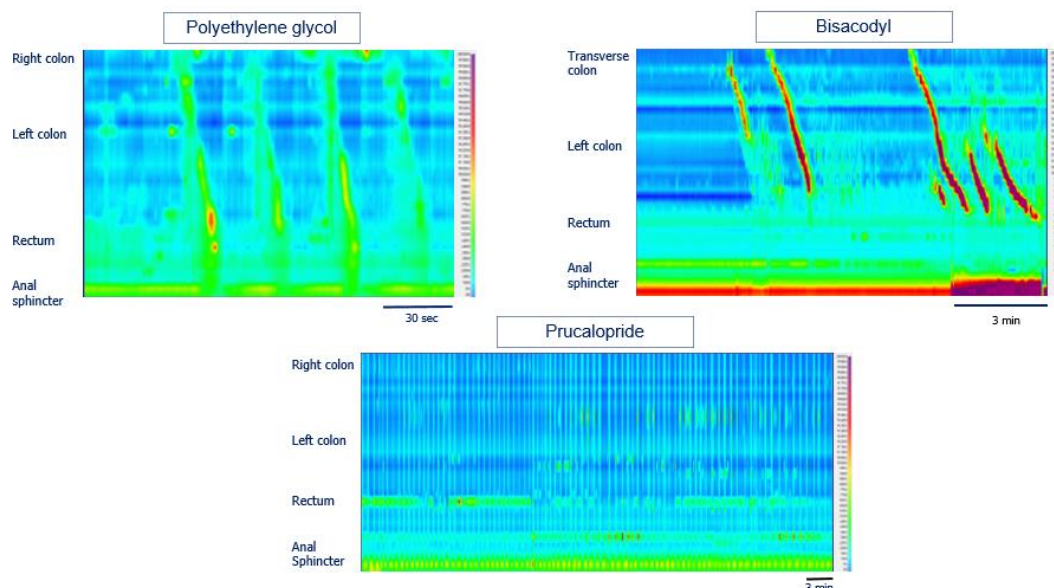 Polyethylene glycol
Right colon
Left colon
Rectum
Anal
sphincter
30 sec
Bisacodyl
Transverse
colon
Left colon
Rectum
Anal
sphincter
3 min
Prucalopride
Right colon
Left colon
Rectum
Anal
Sphincter
3 min